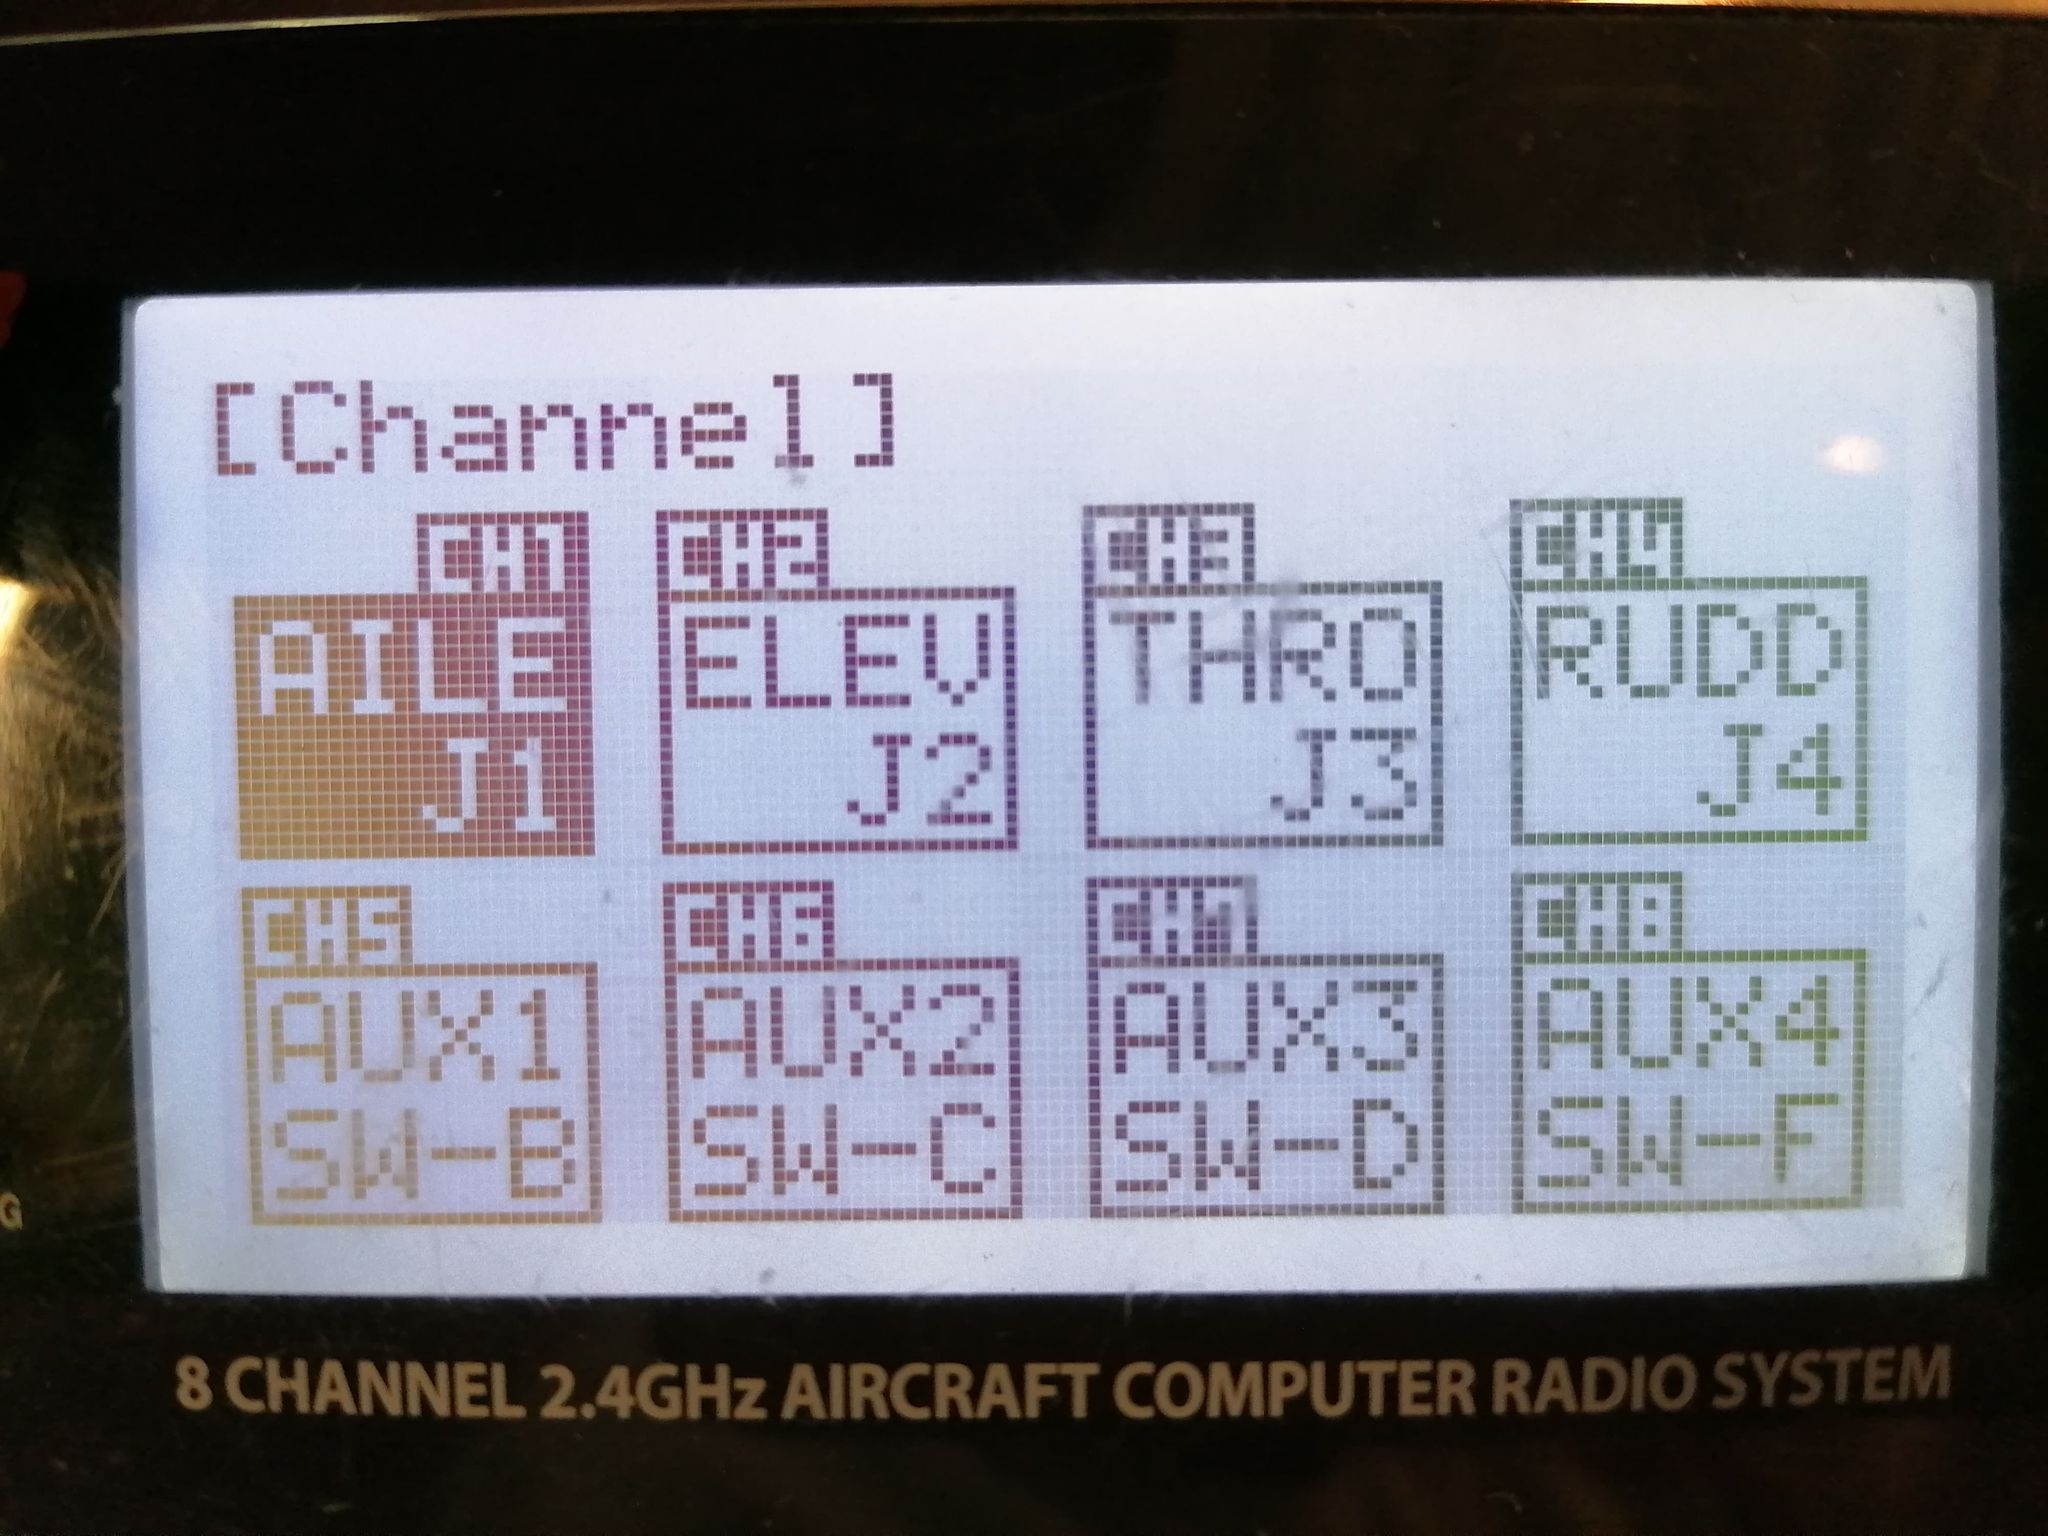 [Channel]
CH1 CH2 CH3 CH4
AILE ELEV THRO RUDD
J1 J2 J3 J4
CH5 CH6 CH7 CH8
AUX1 AUX2 AUX3 AUX4
SW-B SW-C SW-D SW-F
G
8 CHANNEL 2.4GHz AIRCRAFT COMPUTER RADIO SYSTEM